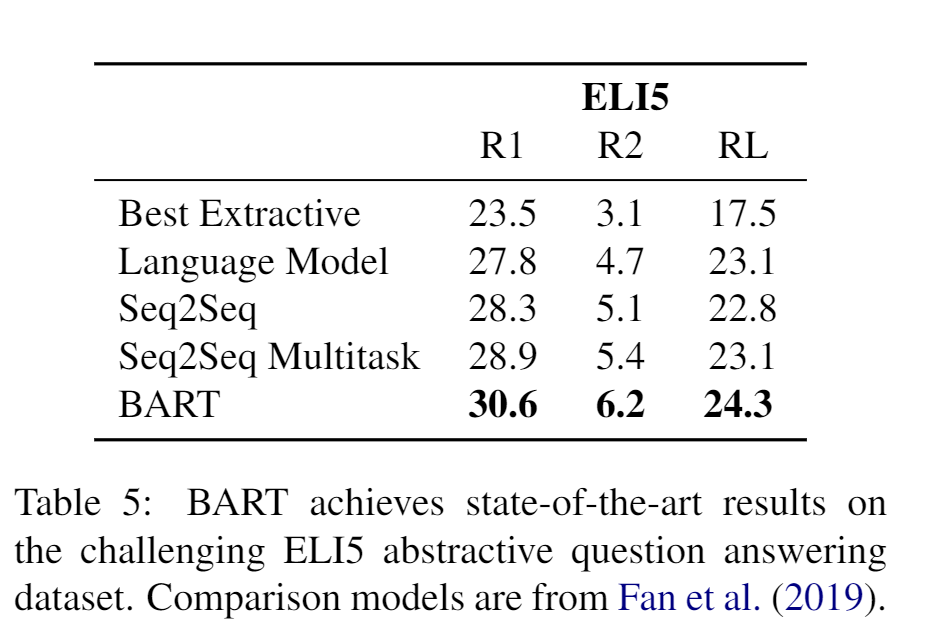 ELI5
R1 R2 RL
Best Extractive 23.5 3.1 17.5
Language Model 27.8 4.7 23.1
Seq2Seq 28.3 5.1 22.8
Seq2Seq Multitask 28.9 5.4 23.1
BART 30.6 6.2 24.3
Table 5: BART achieves state-of-the-art results on
the challenging ELI5 abstractive question answering
dataset. Comparison models are from Fan et al. (2019).